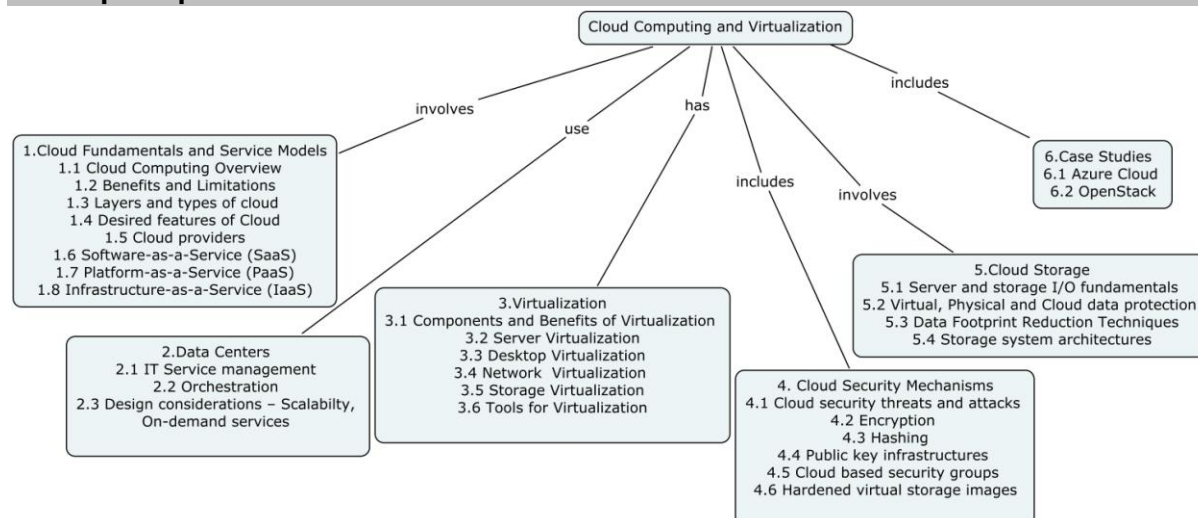 Cloud Computing and Virtualization
includes
involves
has
use
1.Cloud Fundamentals and Service Models
1.1 Cloud Computing Overview
1.2 Benefits and Limitations
1.3 Layers and types of cloud
1.4 Desired features of Cloud
1.5 Cloud providers
1.6 Software-as-a-Service (SaaS)
1.7 Platform-as-a-Service (PaaS)
1.8 Infrastructure-as-a-Service (IaaS)
6.Case Studies
6.1 Azure Cloud
6.2 OpenStack
includes
involves
5.Cloud Storage
5.1 Server and storage I/O fundamentals
5.2 Virtual, Physical and Cloud data protection
5.3 Data Footprint Reduction Techniques
5.4 Storage system architectures
3.Virtualization
3.1 Components and Benefits of Virtualization
3.2 Server Virtualization
3.3 Desktop Virtualization
3.4 Network  Virtualization
3.5 Storage Virtualization
3.6 Tools for Virtualization
2.Data Centers
2.1 IT Service management
2.2 Orchestration
2.3 Design considerations – Scalabilty,
On-demand services
4. Cloud Security Mechanisms
4.1 Cloud security threats and attacks
4.2 Encryption
4.3 Hashing
4.4 Public key infrastructures
4.5 Cloud based security groups
4.6 Hardened virtual storage images